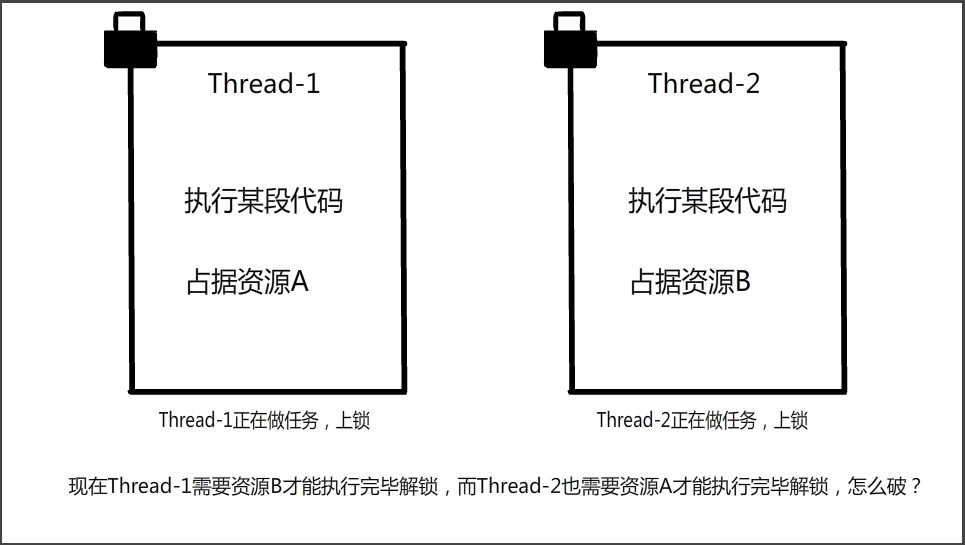 Thread-1
执行某段代码
占据资源A
Thread-1正在做任务，上锁
Thread-2
执行某段代码
占据资源B
Thread-2正在做任务，上锁
现在Thread-1需要资源B才能执行完毕解锁，而Thread-2也需要资源A才能执行完毕解锁，怎么破？